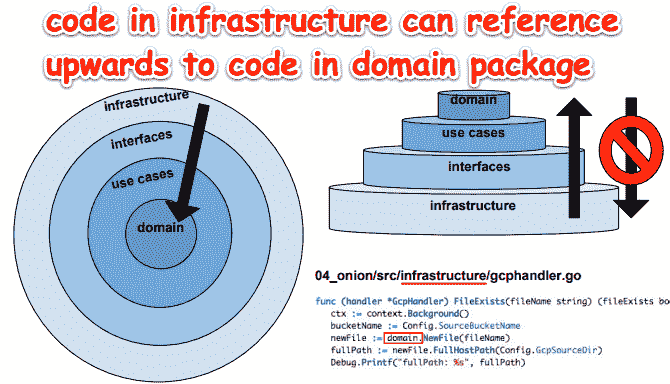 code in infrastructure can reference
upwards to code in domain package
infrastructure
interfaces
use cases
domain
domain
use cases
interfaces
infrastructure
04_onion/src/infrastructure/gcphandler.go
func (handler *GcpHandler) FileExists(fileName string) (fileExists bo
ctx := context.Background()
bucketName := Config.SourceBucketName
newFile := domain.NewFile(fileName)
fullPath := newFile.FullHostPath(Config.GcpSourceDir)
Debug.Printf("fullPath: %s", fullPath)